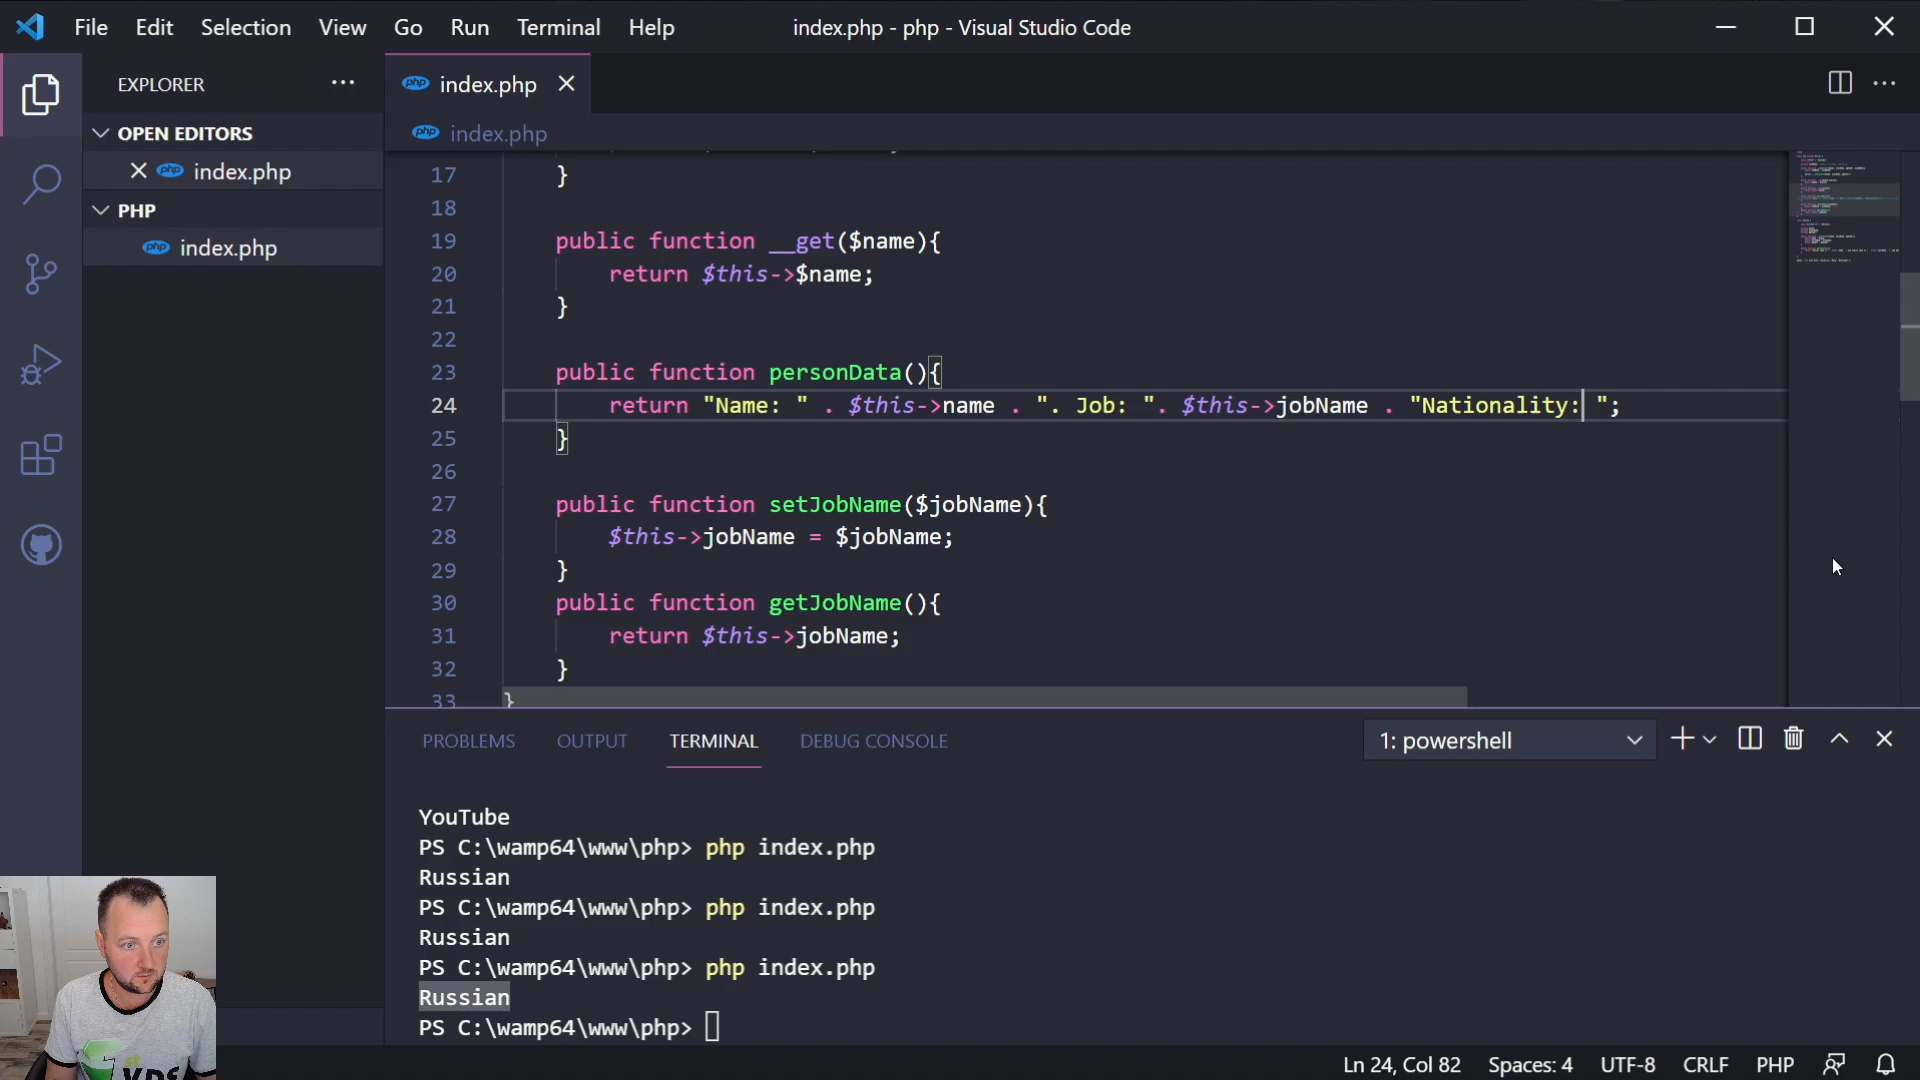 File Edit Selection View Go Run Terminal Help index.php - php - Visual Studio Code
EXPLORER
OPEN EDITORS
index.php
PHP
index.php
php index.php
php index.php
17 }
18
19 public function __get($name){
20 return $this->$name;
21 }
22
23 public function personData(){
24 return "Name: " . $this->name . ". Job: ". $this->jobName . "Nationality: ";
25 }
26
27 public function setJobName($jobName){
28 $this->jobName = $jobName;
29 }
30 public function getJobName(){
31 return $this->jobName;
32 }
33 }
PROBLEMS OUTPUT TERMINAL DEBUG CONSOLE 1: powershell
YouTube
PS C:\wamp64\www\php> php index.php
Russian
PS C:\wamp64\www\php> php index.php
Russian
PS C:\wamp64\www\php> php index.php
Russian
PS C:\wamp64\www\php>
Ln 24, Col 82 Spaces: 4 UTF-8 CRLF PHP